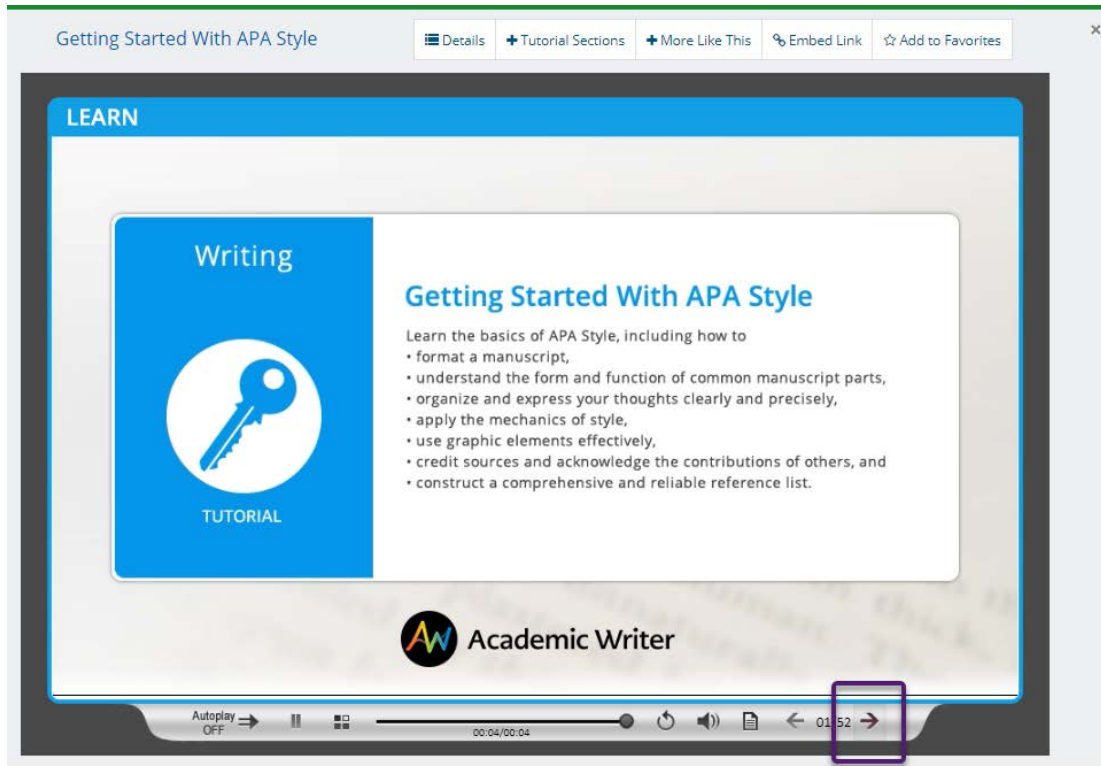 Getting Started With APA Style
Details
Tutorial Sections
More Like This
Embed Link
Add to Favorites
LEARN
Writing
TUTORIAL
Getting Started With APA Style
Learn the basics of APA Style, including how to
• format a manuscript,
• understand the form and function of common manuscript parts,
• organize and express your thoughts clearly and precisely,
• apply the mechanics of style,
• use graphic elements effectively,
• credit sources and acknowledge the contributions of others, and
• construct a comprehensive and reliable reference list.
AW Academic Writer
Autoplay
OFF
00:04/00:04
01/52